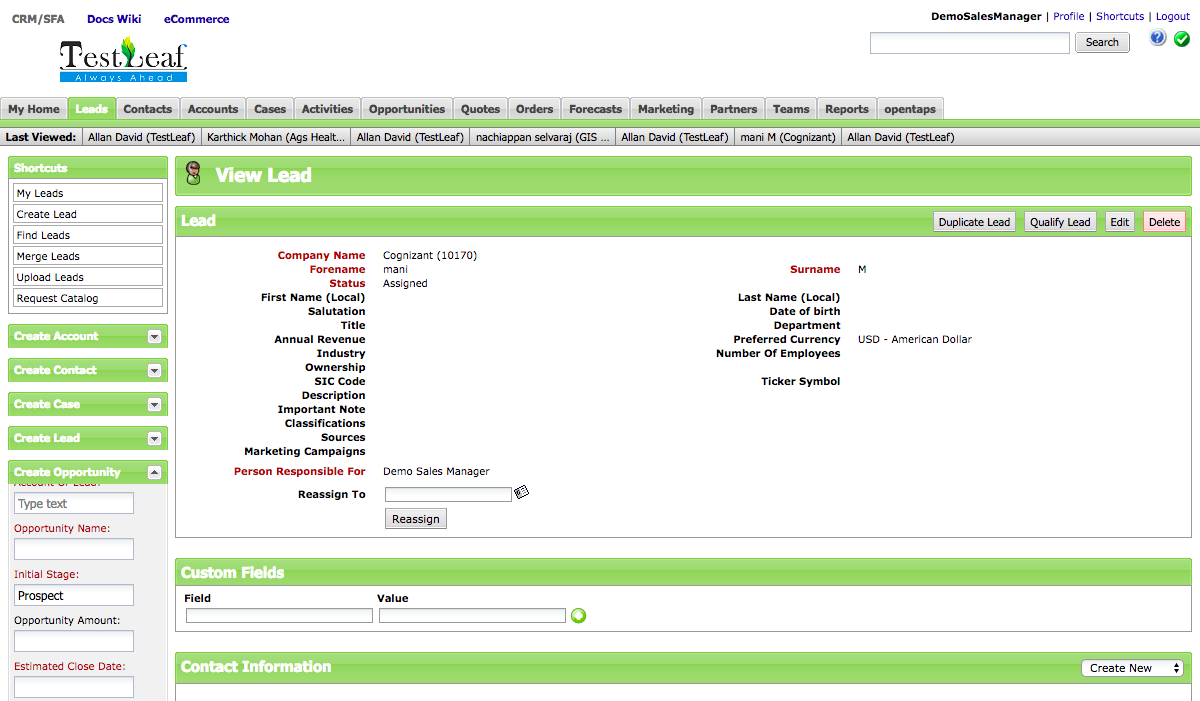 CRM/SFA Docs Wiki eCommerce
DemoSalesManager | Profile | Shortcuts | Logout
TestLeaf
Always Ahead
Search
?
My Home Leads Contacts Accounts Cases Activities Opportunities Quotes Orders Forecasts Marketing Partners Teams Reports opentaps
Last Viewed: Allan David (TestLeaf) Karthick Mohan (Ags Healt... Allan David (TestLeaf) nachiappan selvaraj (GIS ... Allan David (TestLeaf) mani M (Cognizant) Allan David (TestLeaf)
Shortcuts
My Leads
Create Lead
Find Leads
Merge Leads
Upload Leads
Request Catalog
Create Account
Create Contact
Create Case
Create Lead
Create Opportunity
Account Or Lead:
Type text
Opportunity Name:
Initial Stage:
Prospect
Opportunity Amount:
Estimated Close Date:
View Lead
Lead
Duplicate Lead Qualify Lead Edit Delete
Company Name Cognizant (10170)
Forename mani Surname M
Status Assigned
First Name (Local) Last Name (Local)
Salutation Date of birth
Title Department
Annual Revenue Preferred Currency USD - American Dollar
Industry Number Of Employees
Ownership
SIC Code Ticker Symbol
Description
Important Note
Classifications
Sources
Marketing Campaigns
Person Responsible For Demo Sales Manager
Reassign To
Reassign
Custom Fields
Field Value
Contact Information
Create New